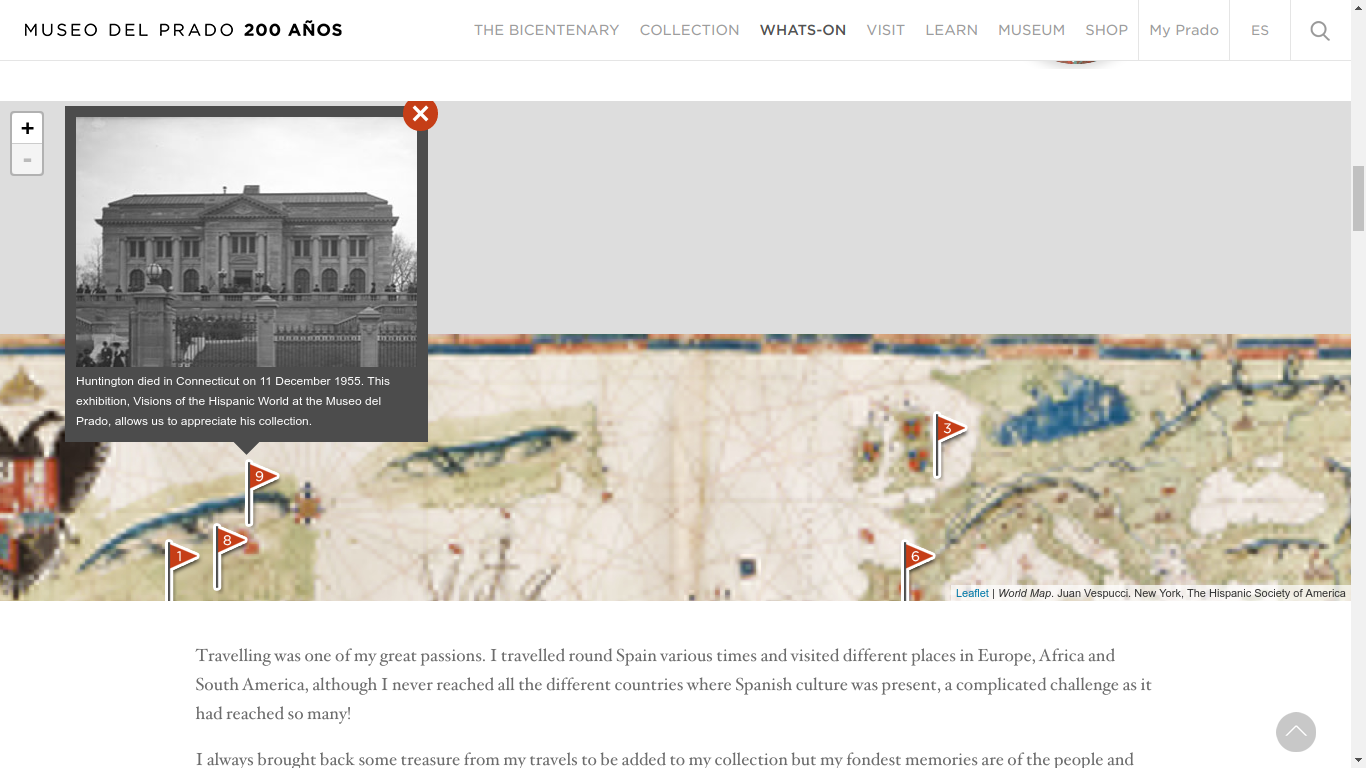 MUSEO DEL PRADO 200 AÑOS
THE BICENTENARY
COLLECTION
WHATS-ON
VISIT
LEARN
MUSEUM
SHOP
My Prado
ES
+
-
Huntington died in Connecticut on 11 December 1955. This
exhibition, Visions of the Hispanic World at the Museo del
Prado, allows us to appreciate his collection.
3
9
8
1
6
Leaflet | World Map. Juan Vespucci. New York, The Hispanic Society of America
Travelling was one of my great passions. I travelled round Spain various times and visited different places in Europe, Africa and
South America, although I never reached all the different countries where Spanish culture was present, a complicated challenge as it
had reached so many!
I always brought back some treasure from my travels to be added to my collection but my fondest memories are of the people and